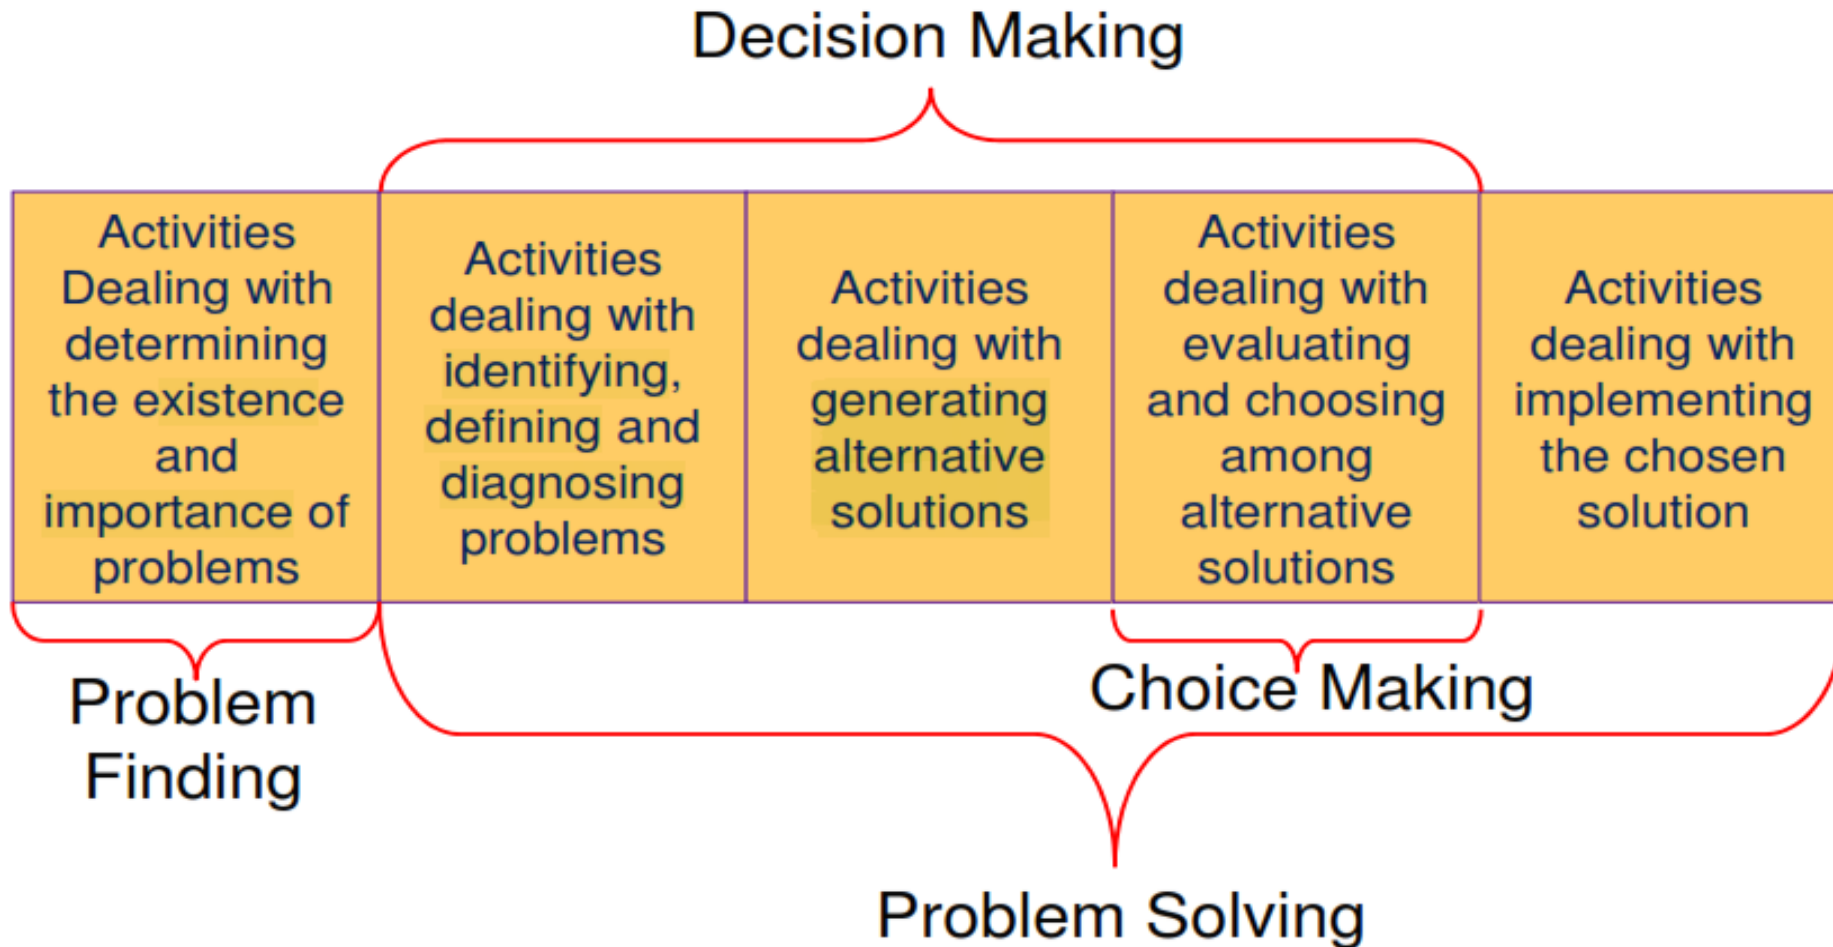 Decision Making
Activities
Dealing with
determining
the existence
and
importance of
problems
Activities
dealing with
identifying,
defining and
diagnosing
problems
Activities
dealing with
generating
alternative
solutions
Activities
dealing with
evaluating
and choosing
among
alternative
solutions
Activities
dealing with
implementing
the chosen
solution
Problem
Finding
Choice Making
Problem Solving